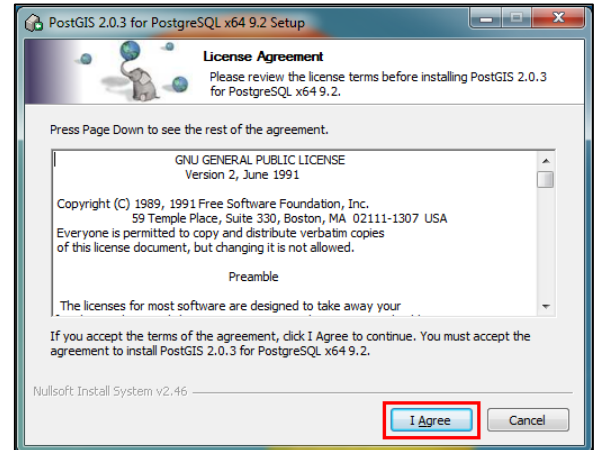 PostGIS 2.0.3 for PostgreSQL x64 9.2 Setup
License Agreement
Please review the license terms before installing PostGIS 2.0.3
for PostgreSQL x64 9.2.
Press Page Down to see the rest of the agreement.
GNU GENERAL PUBLIC LICENSE
Version 2, June 1991
Copyright (C) 1989, 1991 Free Software Foundation, Inc.
59 Temple Place, Suite 330, Boston, MA 02111-1307 USA
Everyone is permitted to copy and distribute verbatim copies
of this license document, but changing it is not allowed.
Preamble
The licenses for most software are designed to take away your
If you accept the terms of the agreement, click I Agree to continue. You must accept the
agreement to install PostGIS 2.0.3 for PostgreSQL x64 9.2.
Nullsoft Install System v2.46
I Agree
Cancel